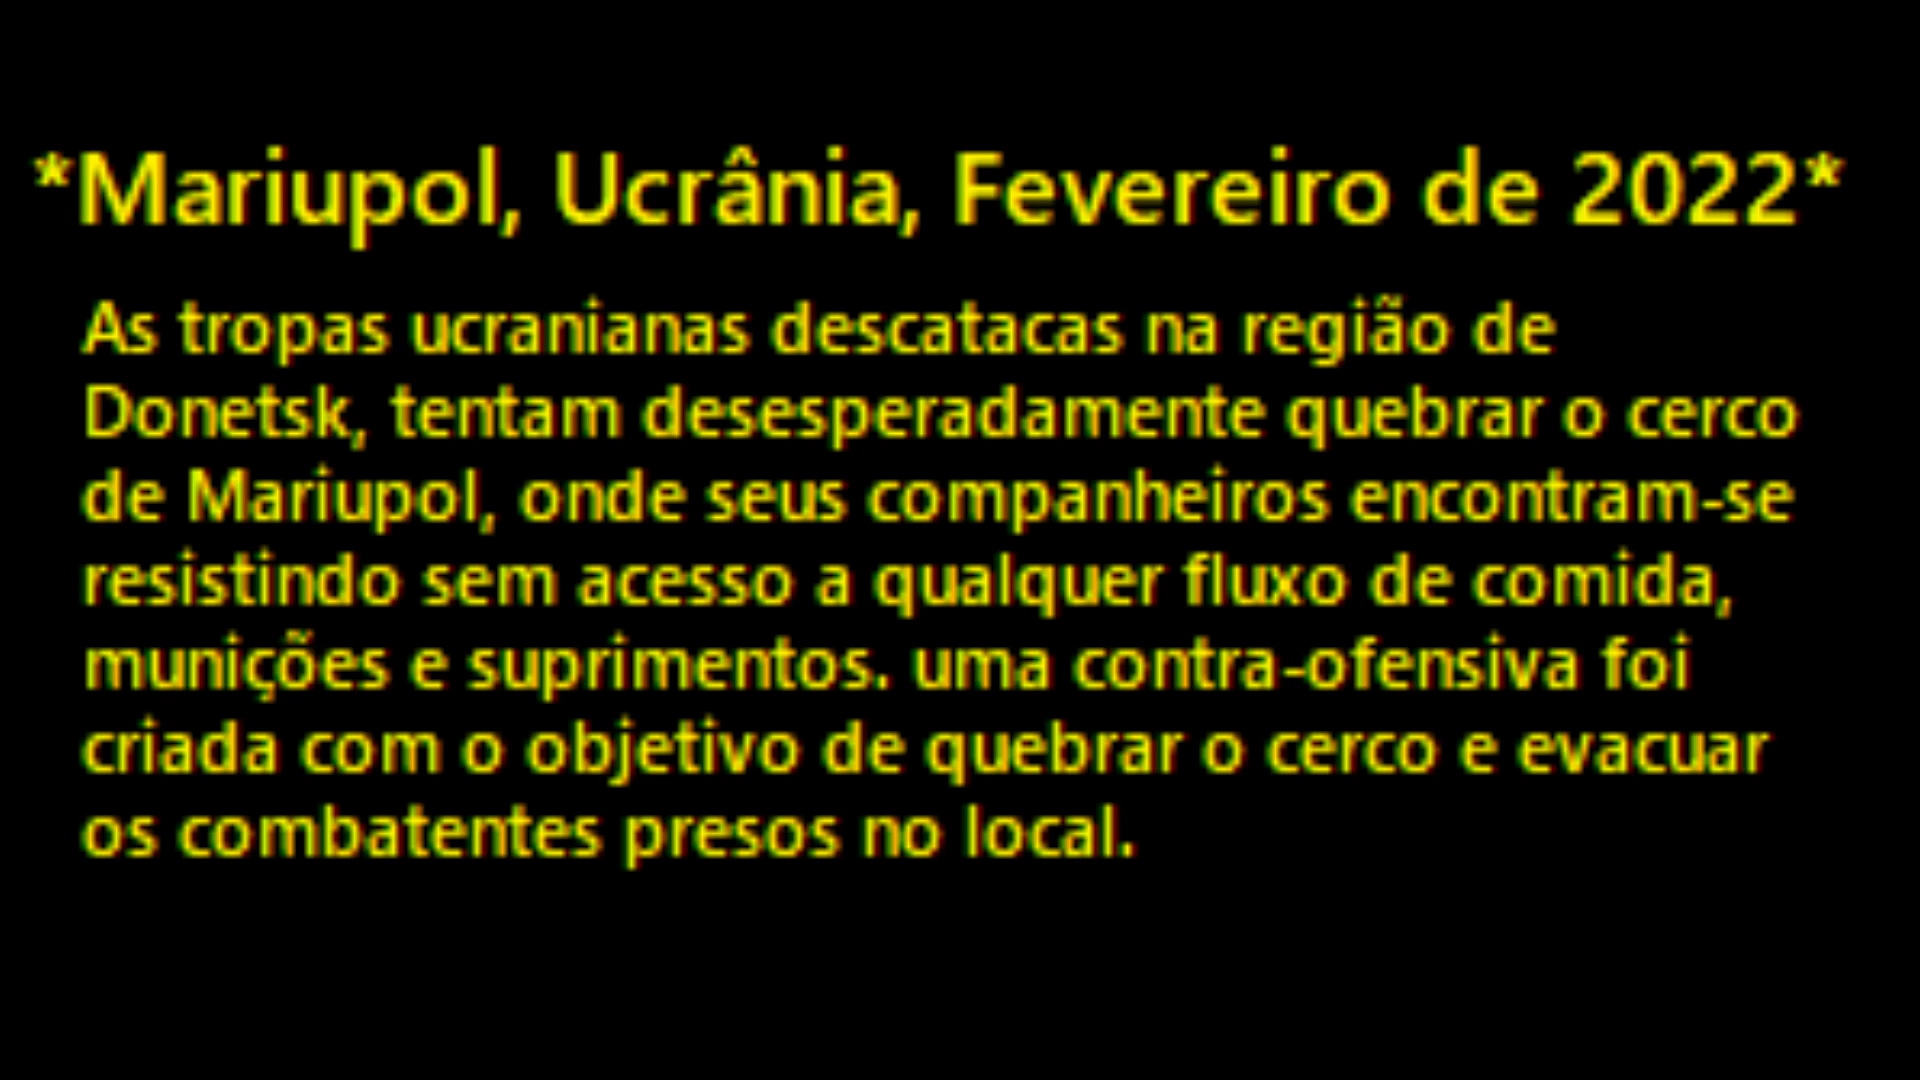 *Mariupol, Ucrânia, Fevereiro de 2022*
As tropas ucranianas descatacas na região de
Donetsk, tentam desesperadamente quebrar o cerco
de Mariupol, onde seus companheiros encontram-se
resistindo sem acesso a qualquer fluxo de comida,
munições e suprimentos. uma contra-ofensiva foi
criada com o objetivo de quebrar o cerco e evacuar
os combatentes presos no local.